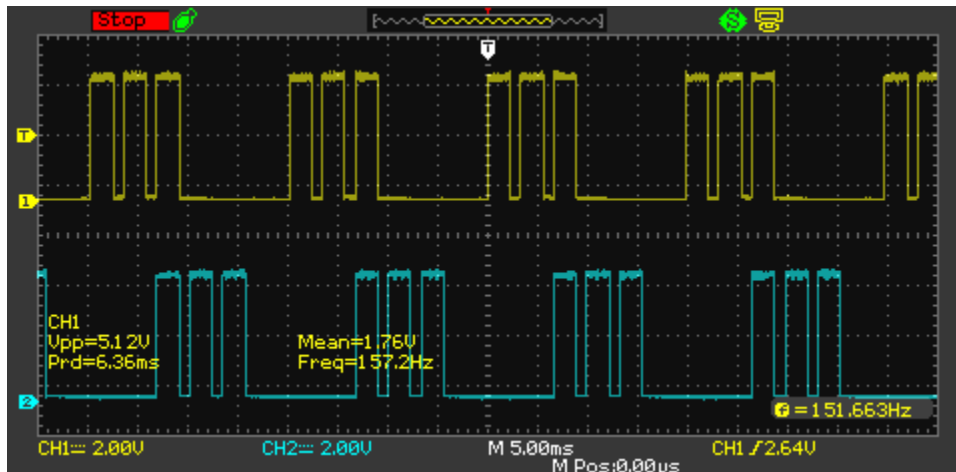 Stop
T
S
T
1
CH1
Vpp=5.12V Mean=1.76V
Prd=6.36ms Freq=157.2Hz
2
f=151.663Hz
CH1 2.00V CH2 2.00V M 5.00ms CH1 2.64V
M Pos:0.00μs